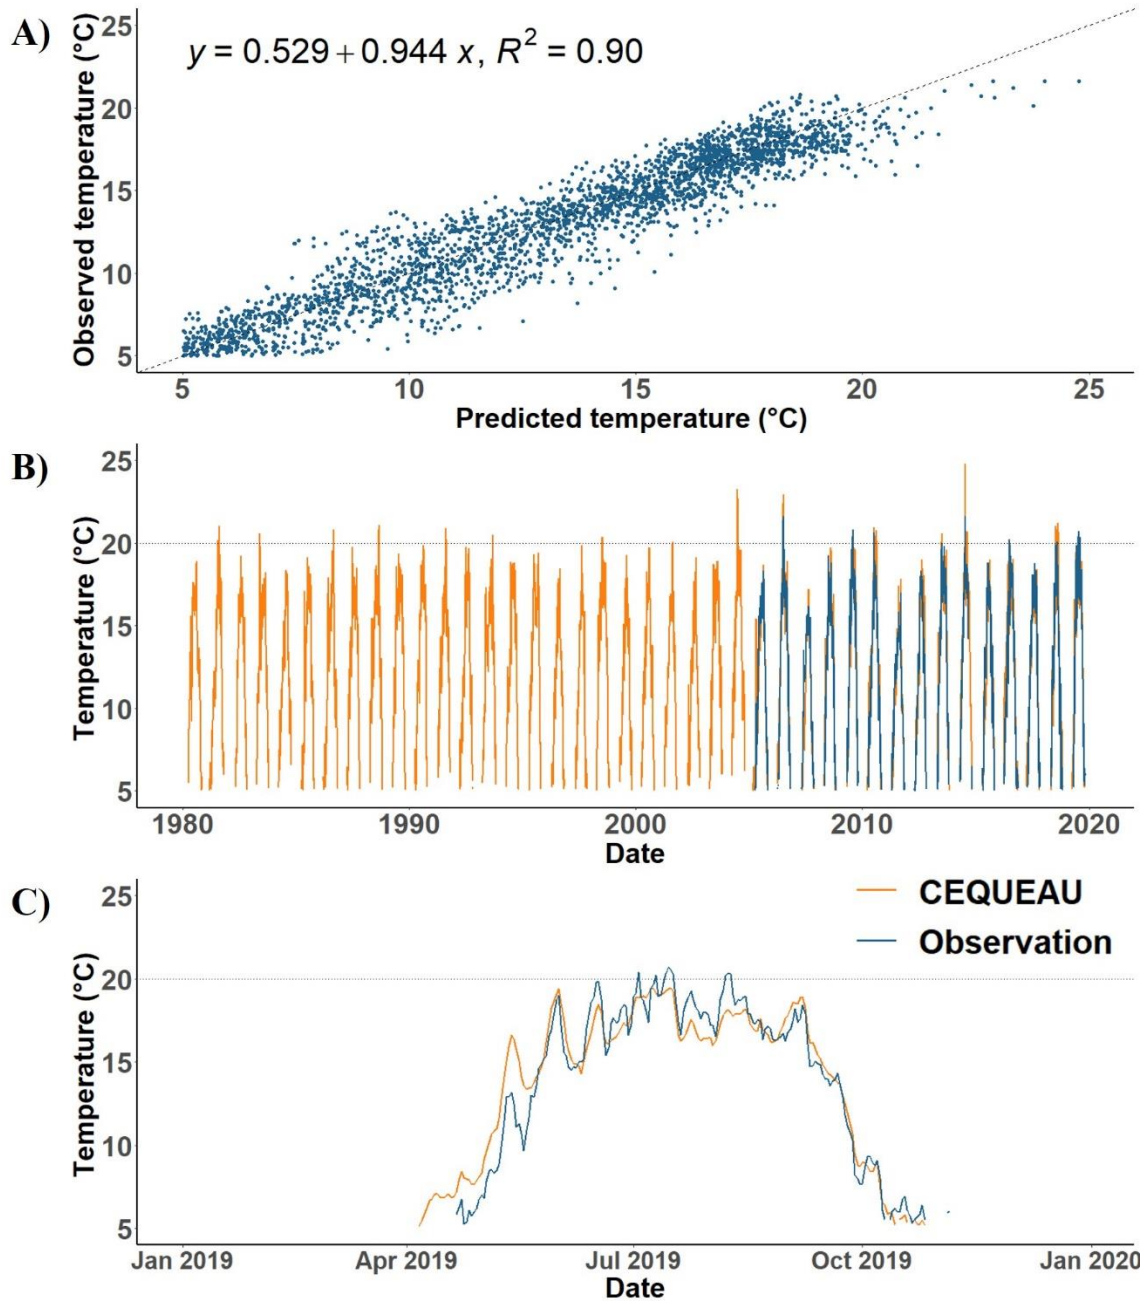 A)
y = 0.529 + 0.944 x, R² = 0.90
Observed temperature (°C)
25
20
15
10
5
5 10 15 20 25
Predicted temperature (°C)
B)
Temperature (°C)
25
20
15
10
5
1980 1990 2000 2010 2020
Date
C)
CEQUEAU
Observation
Temperature (°C)
25
20
15
10
5
Jan 2019 Apr 2019 Jul 2019 Oct 2019 Jan 2020
Date